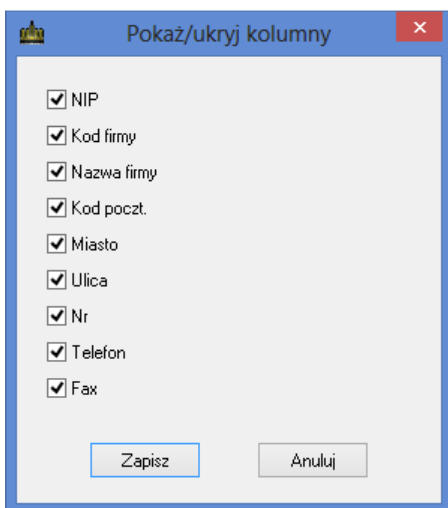 Pokaż/ukryj kolumny
NIP
Kod firmy
Nazwa firmy
Kod poczt.
Miasto
Ulica
Nr
Telefon
Fax
Zapisz Anuluj